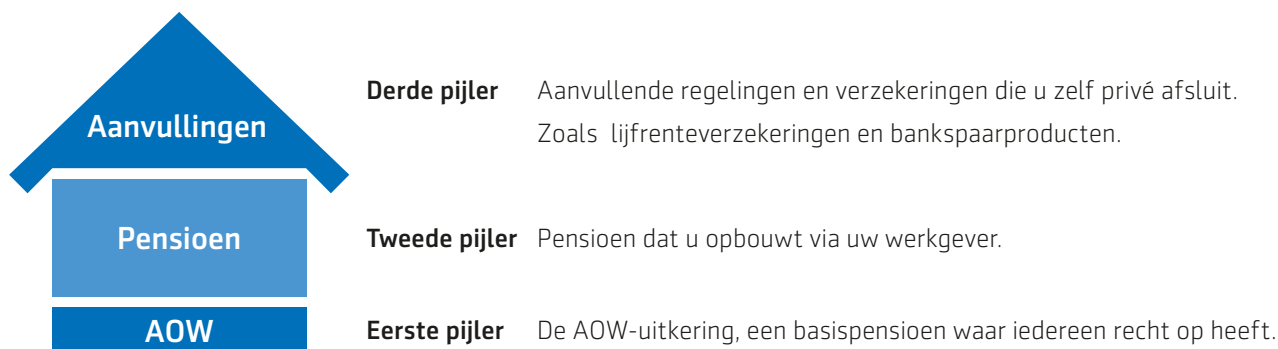 Aanvullingen
Derde pijler Aanvullende regelingen en verzekeringen die u zelf privé afsluit.
Zoals lijfrenteverzekeringen en bankspaarproducten.
Pensioen
Tweede pijler Pensioen dat u opbouwt via uw werkgever.
AOW
Eerste pijler De AOW-uitkering, een basispensioen waar iedereen recht op heeft.